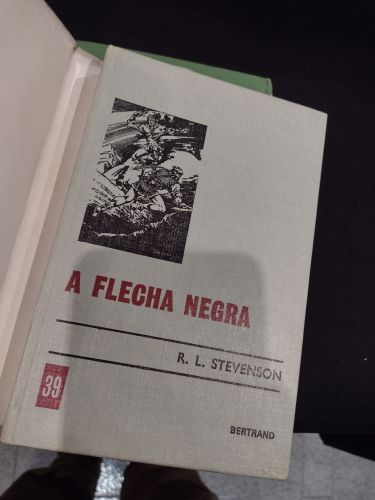 A FLECHA NEGRA
R. L. STEVENSON
39
BERTRAND